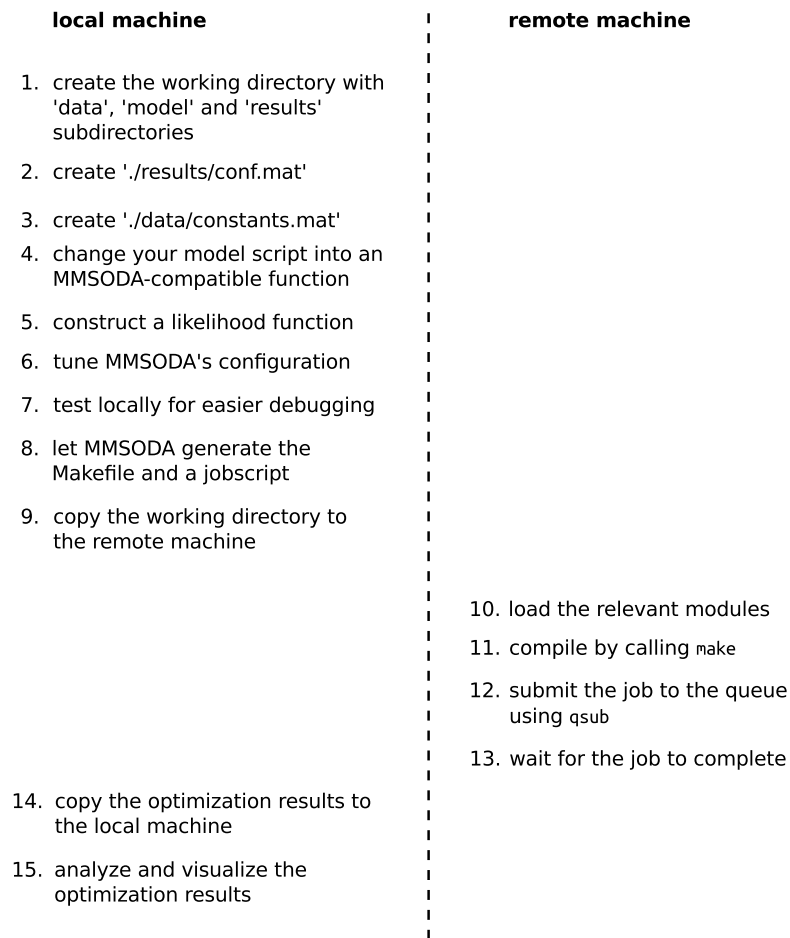 local machine
remote machine
1. create the working directory with
'data', 'model' and 'results'
subdirectories
2. create './results/conf.mat'
3. create './data/constants.mat'
4. change your model script into an
MMSODA-compatible function
5. construct a likelihood function
6. tune MMSODA's configuration
7. test locally for easier debugging
8. let MMSODA generate the
Makefile and a jobscript
9. copy the working directory to
the remote machine
10. load the relevant modules
11. compile by calling make
12. submit the job to the queue
using qsub
13. wait for the job to complete
14. copy the optimization results to
the local machine
15. analyze and visualize the
optimization results